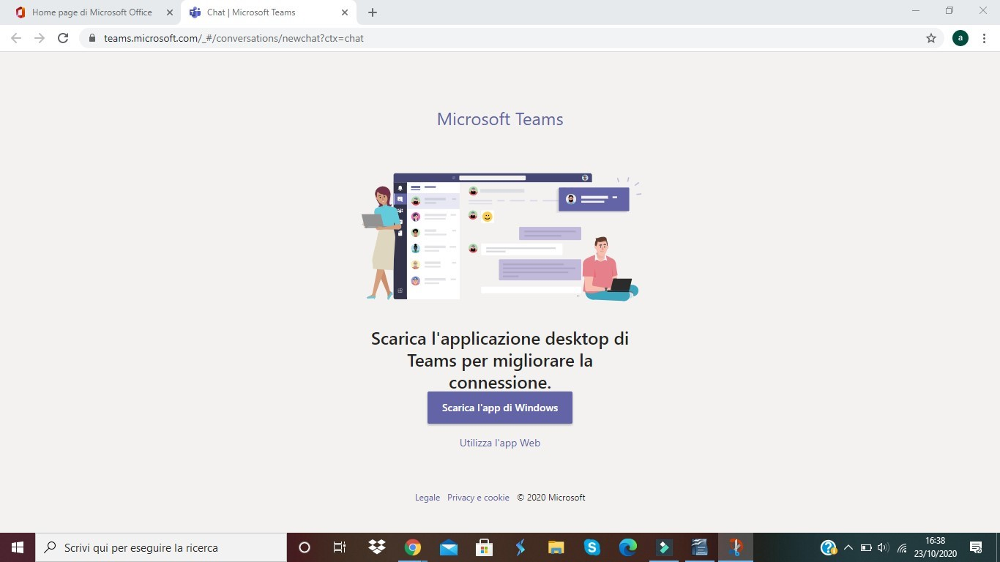 Home page di Microsoft Office
Chat | Microsoft Teams
teams.microsoft.com/_#/conversations/newchat?ctx=chat
a
Microsoft Teams
Scarica l'applicazione desktop di
Teams per migliorare la
connessione.
Scarica l'app di Windows
Utilizza l'app Web
Legale Privacy e cookie © 2020 Microsoft
Scrivi qui per eseguire la ricerca
16:38
23/10/2020